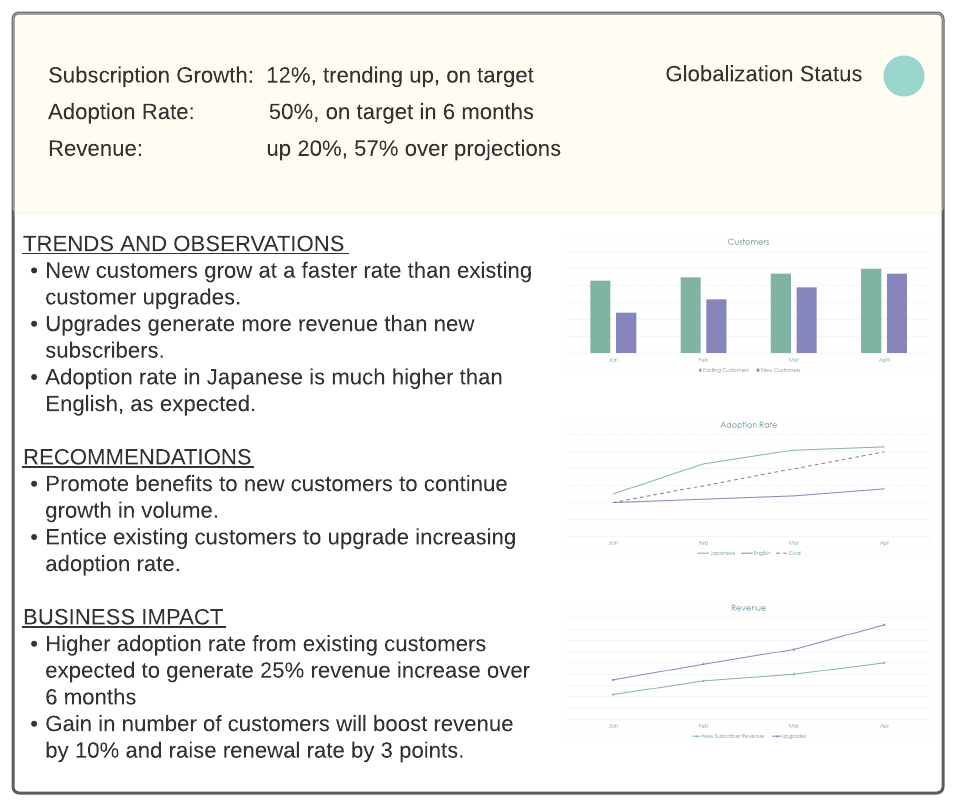 Subscription Growth: 12%, trending up, on target
Globalization Status
Adoption Rate: 50%, on target in 6 months
Revenue: up 20%, 57% over projections
TRENDS AND OBSERVATIONS
• New customers grow at a faster rate than existing
customer upgrades.
• Upgrades generate more revenue than new
subscribers.
• Adoption rate in Japanese is much higher than
English, as expected.
RECOMMENDATIONS
• Promote benefits to new customers to continue
growth in volume.
• Entice existing customers to upgrade increasing
adoption rate.
BUSINESS IMPACT
• Higher adoption rate from existing customers
expected to generate 25% revenue increase over
6 months
• Gain in number of customers will boost revenue
by 10% and raise renewal rate by 3 points.
Customers
Jan Feb Mar April
Existing Customers New Customers
Adoption Rate
Jan Feb Mar Apr
Japanese English Goal
Revenue
Jan Feb Mar Apr
New Subscriber Revenue Upgrades